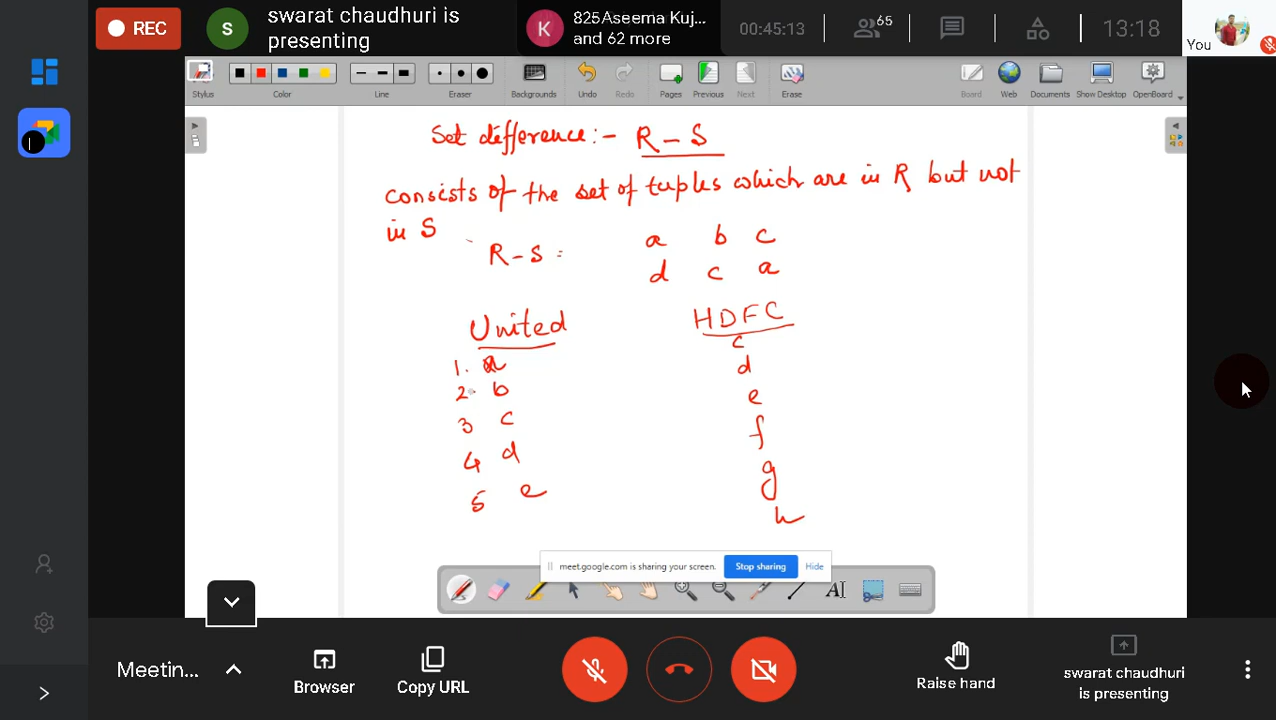 REC
s
swarat chaudhuri is
presenting
K
825Aseema Kuj...
and 62 more
00:45:13
65
13:18
You
Stylus
Color
Line
Eraser
Backgrounds
Undo
Redo
Pages
Previous
Next
Erase
Board
Web
Documents
Show Desktop
OpenBoard
Set difference:- R-S
consists of the set of tuples which are in R but not
in S
R-S =
a b c
d c a
United
HDFC
1. a
2. b
3 c
4 d
5 e
c
d
e
f
g
h
meet.google.com is sharing your screen.
Stop sharing
Hide
Meetin...
Browser
Copy URL
Raise hand
swarat chaudhuri
is presenting